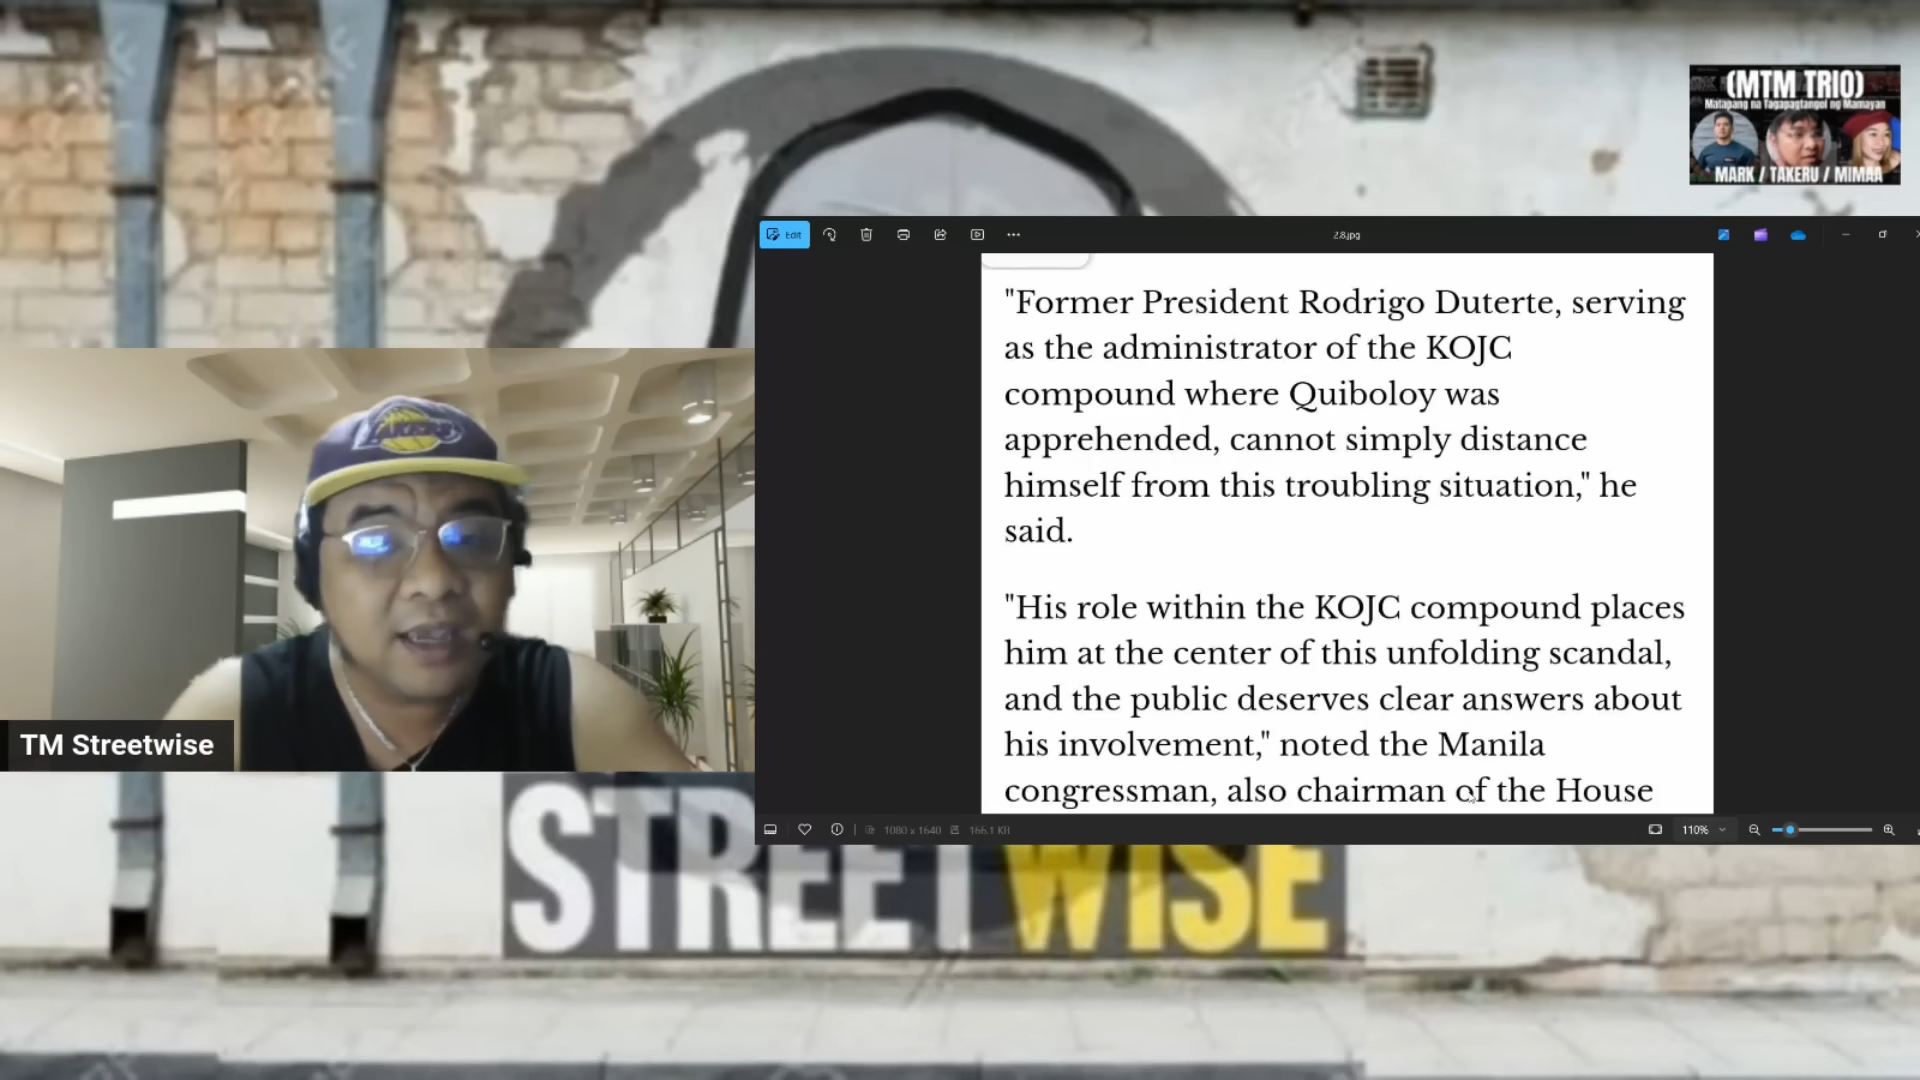 (MTM TRIO)
Matapang na Tagapagtangol ng Mamayan
MARK / TAKERU / MIMAA
Edit
2.8.jpg
"Former President Rodrigo Duterte, serving
as the administrator of the KOJC
compound where Quiboloy was
apprehended, cannot simply distance
himself from this troubling situation," he
said.
"His role within the KOJC compound places
him at the center of this unfolding scandal,
and the public deserves clear answers about
his involvement," noted the Manila
congressman, also chairman of the House
1080 x 1640
166.1 KB
110%
LAKERS
TM Streetwise
STREET WISE